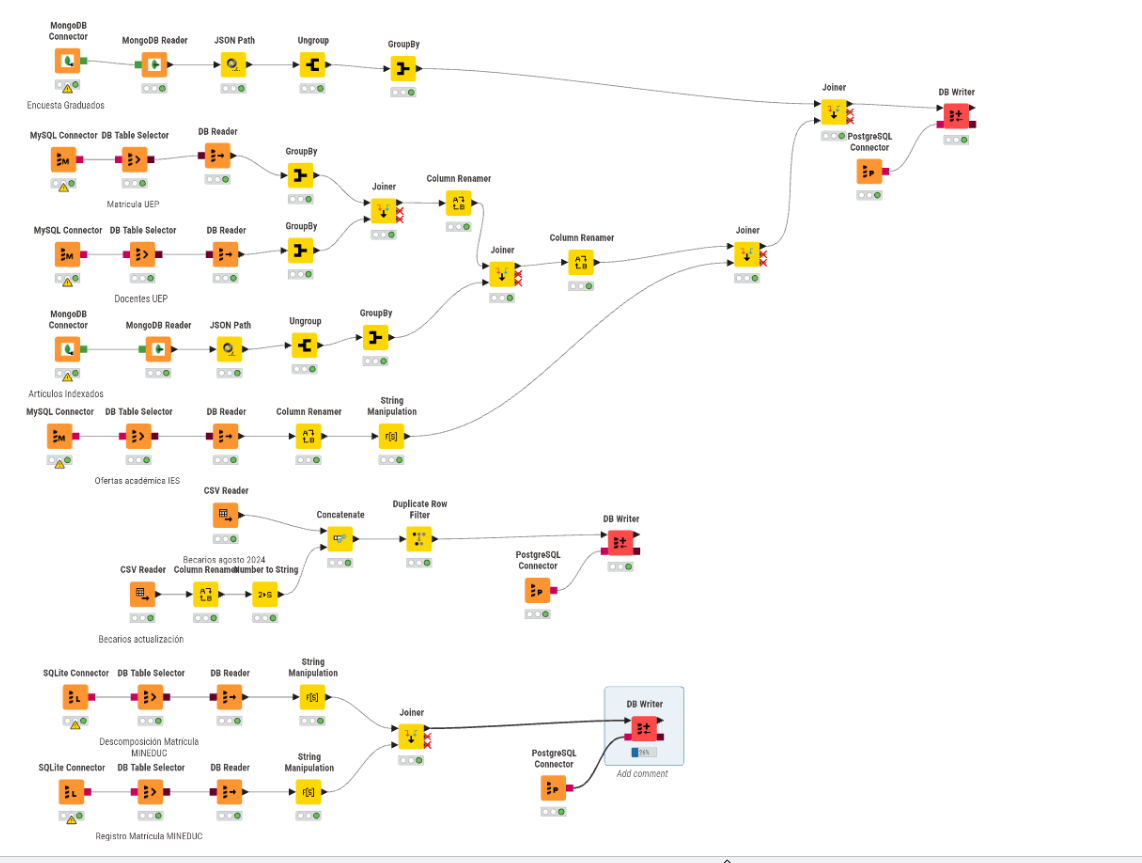 MongoDB
Connector
MongoDB Reader
JSON Path
Ungroup
GroupBy
Encuesta Graduados
Joiner
DB Writer
PostgreSQL
Connector
MySQL Connector
DB Table Selector
DB Reader
GroupBy
Matricula UEP
Joiner
Column Renamer
MySQL Connector
DB Table Selector
DB Reader
GroupBy
Docentes UEP
Joiner
Column Renamer
Joiner
MongoDB
Connector
MongoDB Reader
JSON Path
Ungroup
GroupBy
Artículos Indexados
MySQL Connector
DB Table Selector
DB Reader
Column Renamer
String
Manipulation
Ofertas académica IES
CSV Reader
Becarios agosto 2024
Concatenate
Duplicate Row
Filter
DB Writer
PostgreSQL
Connector
CSV Reader
Column Renamer
Number to String
Becarios actualización
SQLite Connector
DB Table Selector
DB Reader
String
Manipulation
Descomposición Matrícula
MINEDUC
Joiner
DB Writer
Add comment
PostgreSQL
Connector
SQLite Connector
DB Table Selector
DB Reader
String
Manipulation
Registro Matrícula MINEDUC